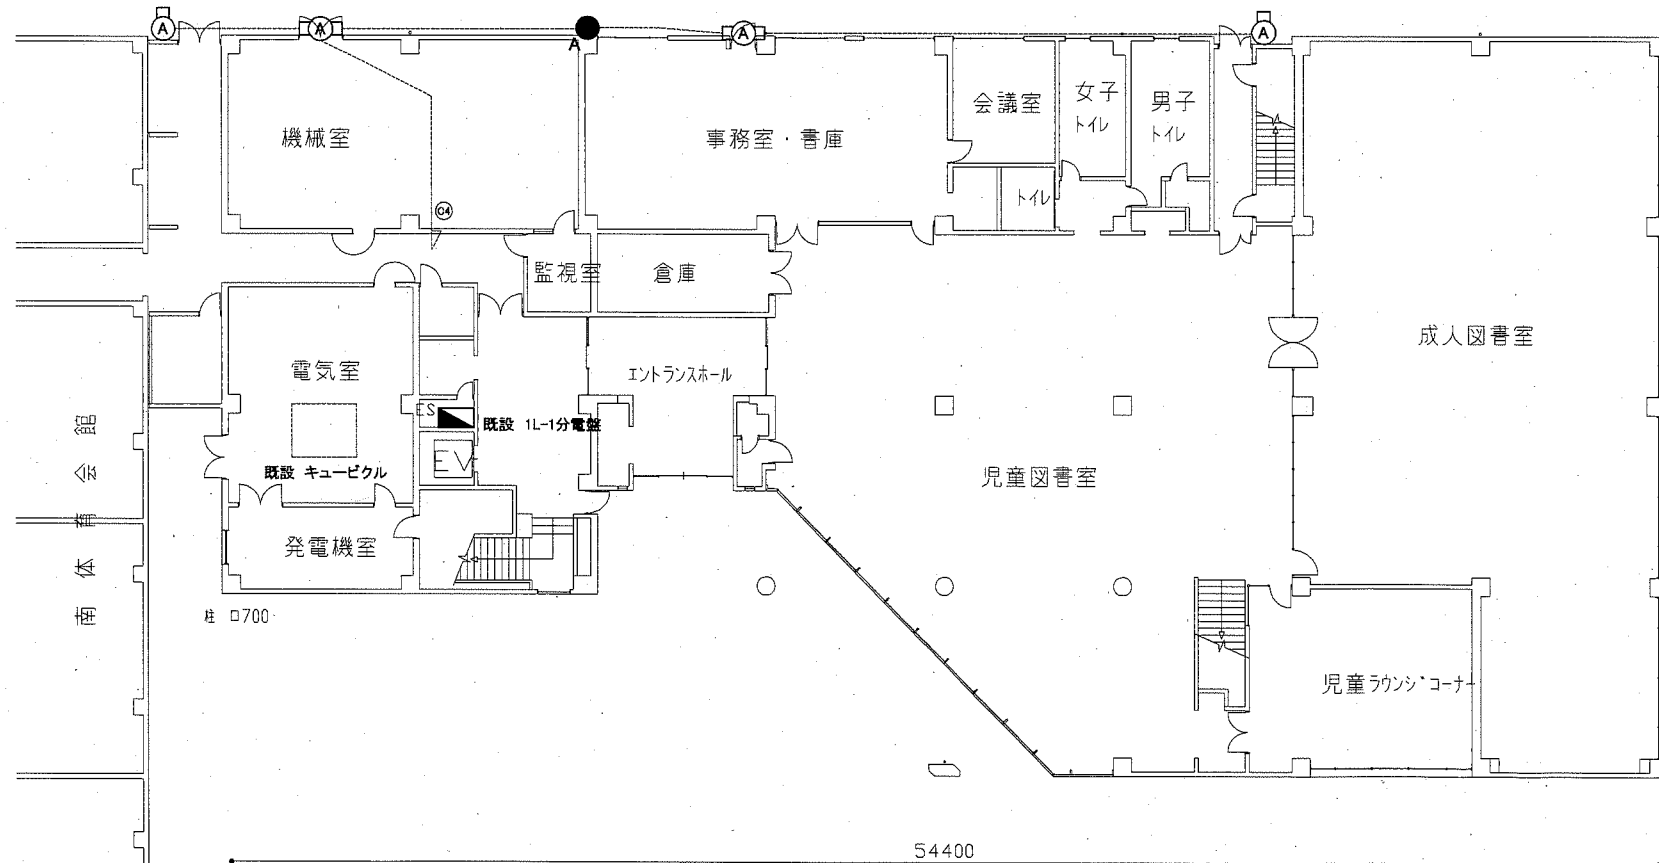 A
A
A
A
A
会議室
女子
トイレ
男子
トイレ
機械室
事務室・書庫
トイレ
C4
監視室
倉庫
成人図書室
電気室
エントランスホール
ES
既設 1L-1分電盤
EV
既設 キュービクル
児童図書室
発電機室
南体育会館
柱 □700
児童ラウンジコーナー
54400